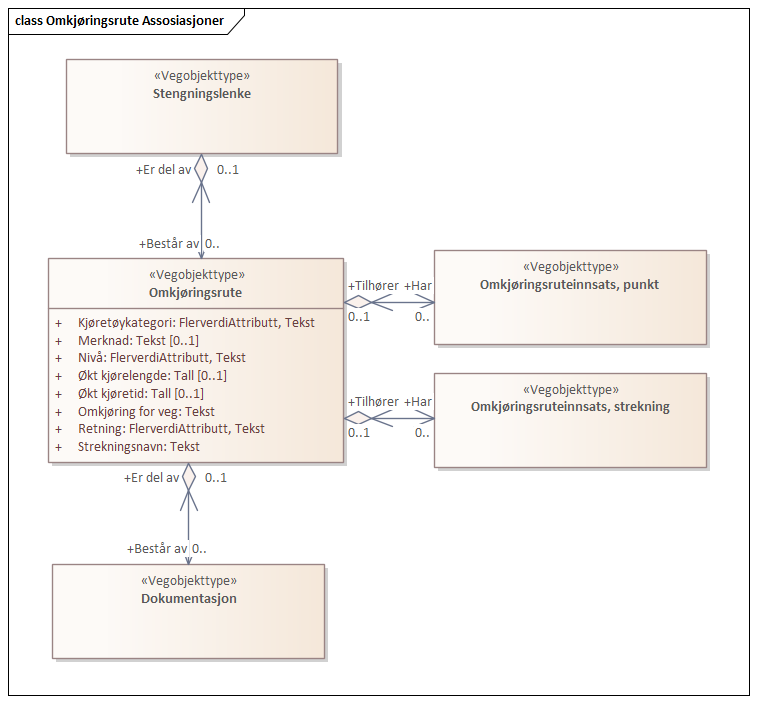 class Omkjøringsrute Assosiasjoner
«Vegobjekttype»
Stengningslenke
+Er del av 0..1
+Består av 0..
«Vegobjekttype»
Omkjøringsrute
+ Kjøretøykategori: FlerverdiAttributt, Tekst
+ Merknad: Tekst [0..1]
+ Nivå: FlerverdiAttributt, Tekst
+ Økt kjørelengde: Tall [0..1]
+ Økt kjøretid: Tall [0..1]
+ Omkjøring for veg: Tekst
+ Retning: FlerverdiAttributt, Tekst
+ Strekningsnavn: Tekst
+Tilhører +Har
0..1 0..
«Vegobjekttype»
Omkjøringsruteinnsats, punkt
+Tilhører +Har
0..1 0..
«Vegobjekttype»
Omkjøringsruteinnsats, strekning
+Er del av 0..1
+Består av 0..
«Vegobjekttype»
Dokumentasjon